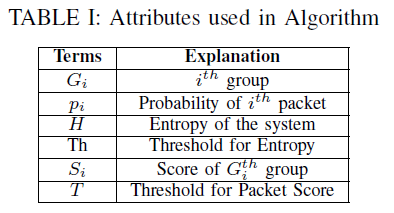 TABLE I: Attributes used in Algorithm
Terms Explanation
G_i i^th group
p_i Probability of i^th packet
H Entropy of the system
Th Threshold for Entropy
S_i Score of G_i^th group
T Threshold for Packet Score